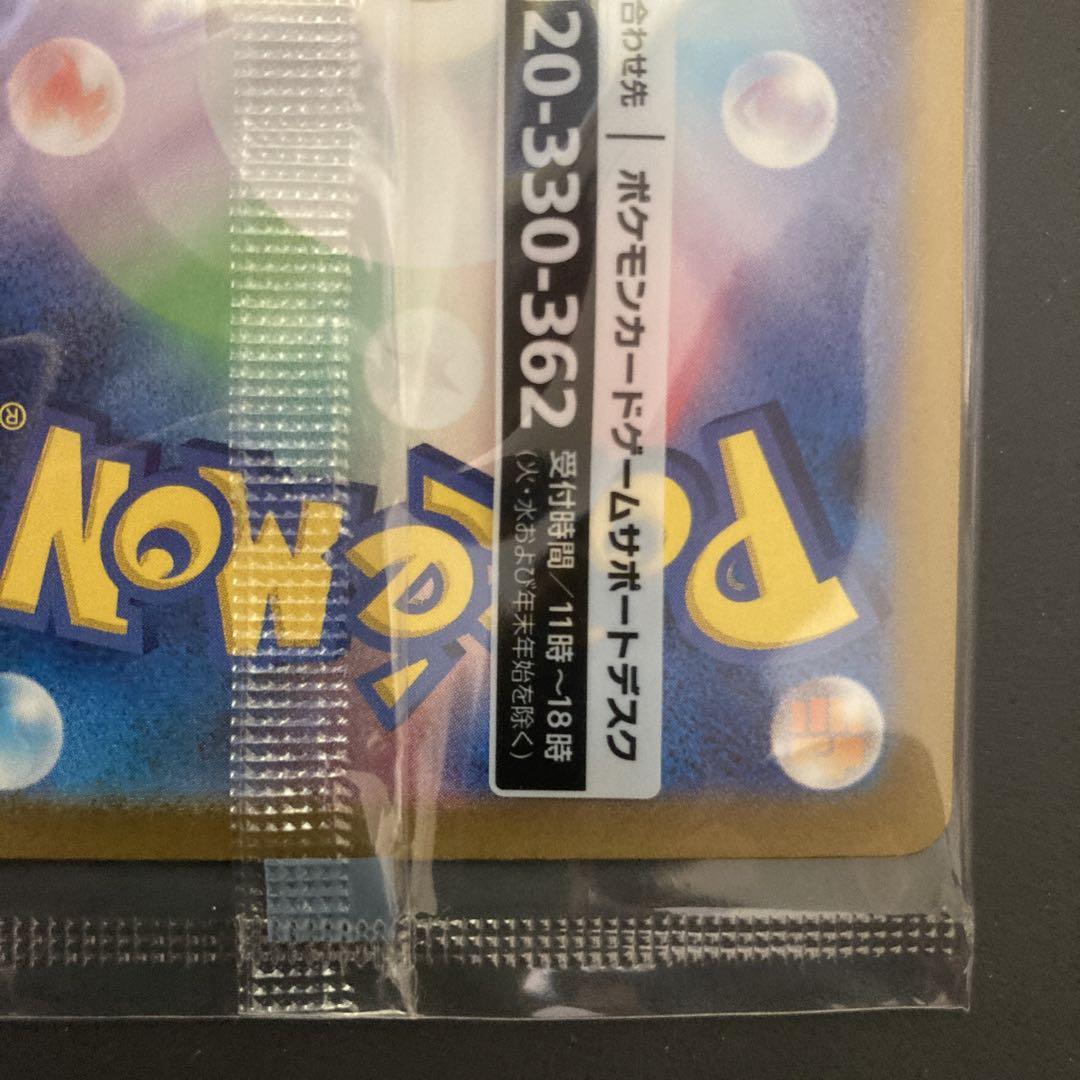 合わせ先 | ポケモンカードゲームサポートデスク
20-330-362
受付時間/11時~18時
(火・水および年末年始を除く)
Pokémon
®